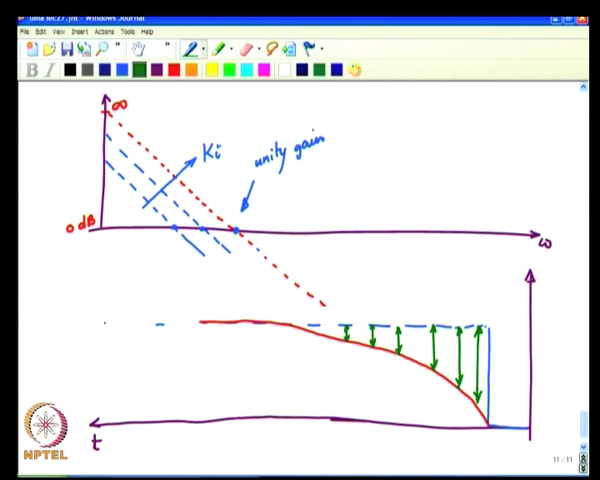 uma lec27.jnt - Windows Journal
File Edit View Insert Actions Tools Help
B I
∞
Ki
unity gain
0 dB
ω
t
NPTEL
11 / 11